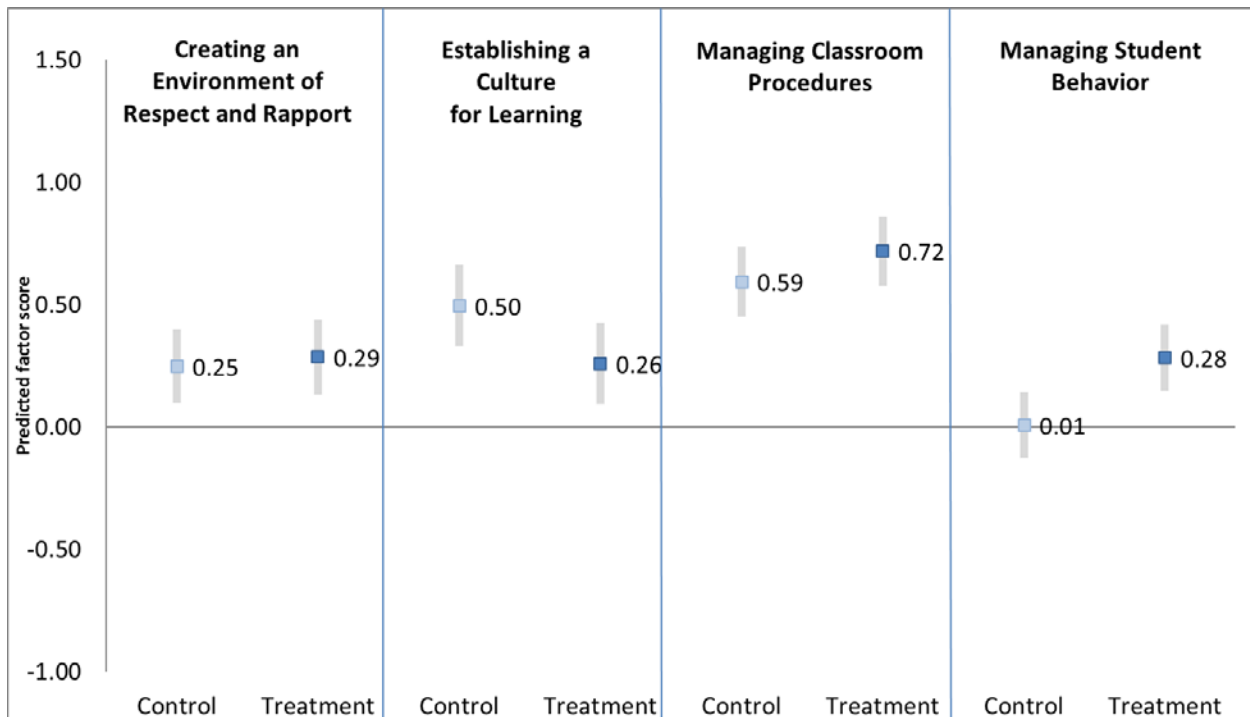 Creating an
Environment of
Respect and Rapport
Establishing a
Culture
for Learning
Managing Classroom
Procedures
Managing Student
Behavior
Predicted factor score
1.50
1.00
0.50
0.00
-0.50
-1.00
0.25
0.29
0.50
0.26
0.59
0.72
0.01
0.28
Control
Treatment
Control
Treatment
Control
Treatment
Control
Treatment